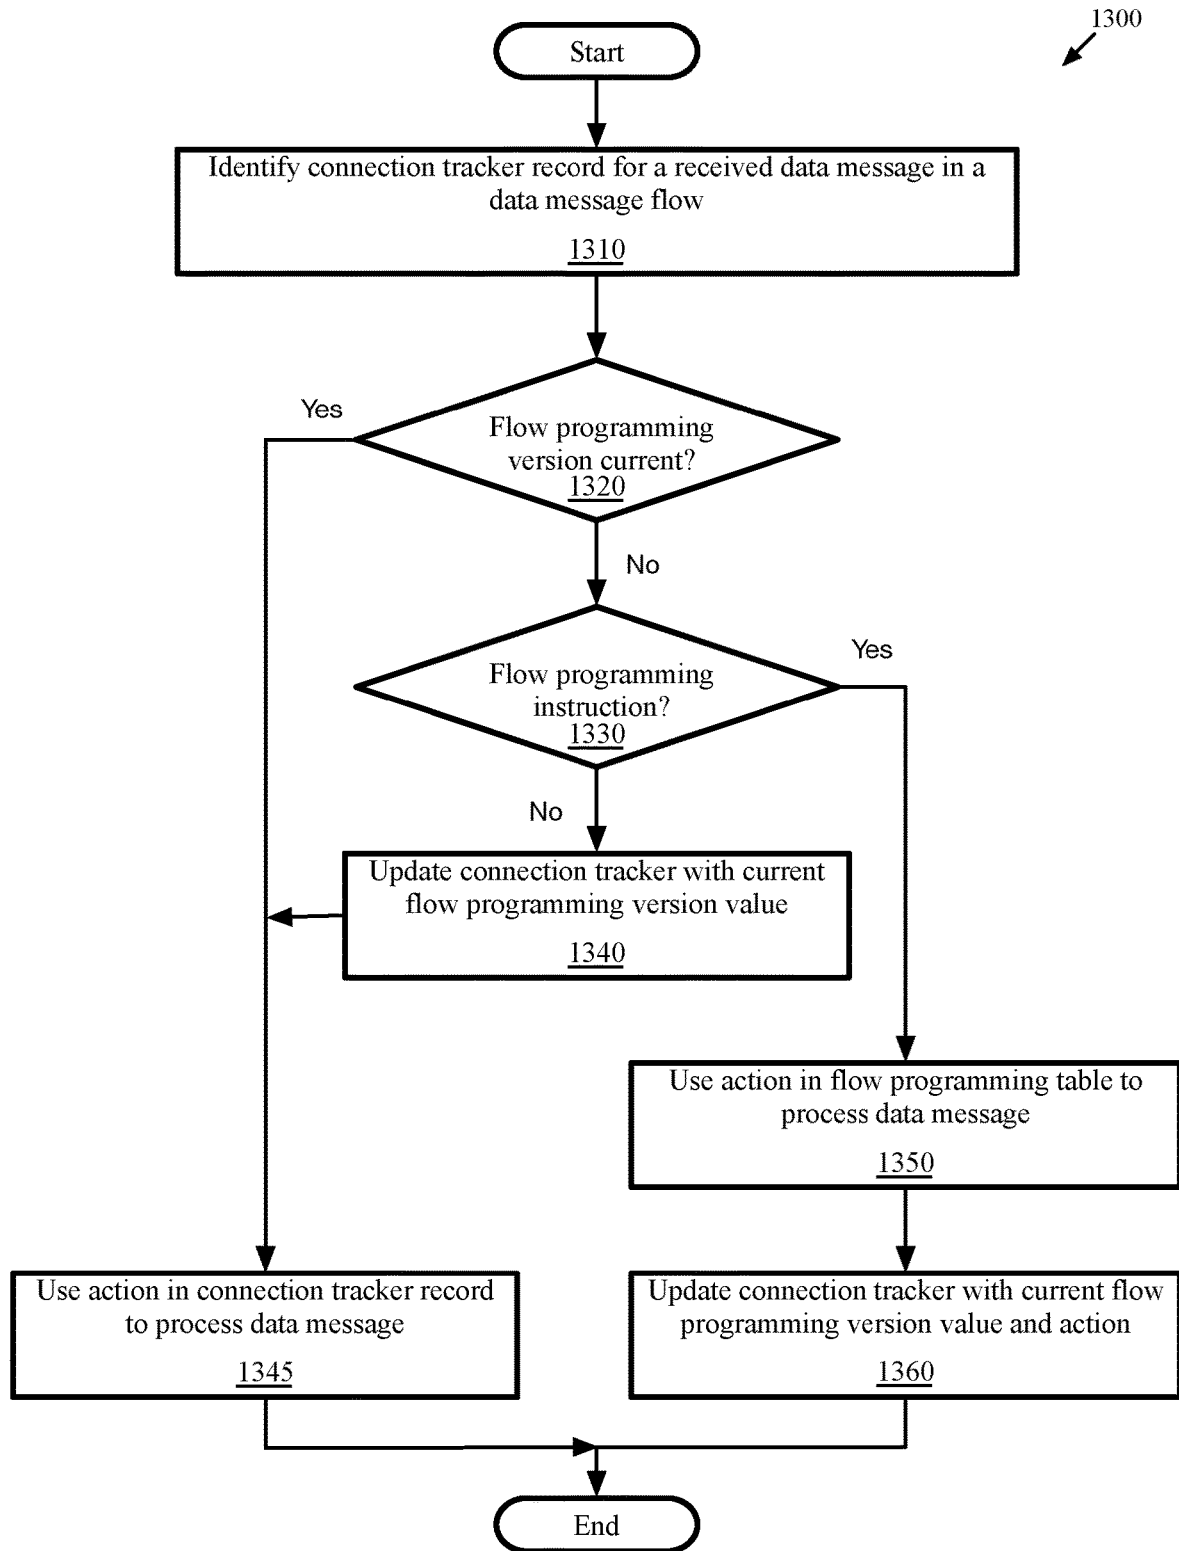 1300
Start
Identify connection tracker record for a received data message in a
data message flow
1310
Yes
Flow programming
version current?
1320
No
Yes
Flow programming
instruction?
1330
No
Update connection tracker with current
flow programming version value
1340
Use action in flow programming table to
process data message
1350
Use action in connection tracker record
to process data message
1345
Update connection tracker with current flow
programming version value and action
1360
End